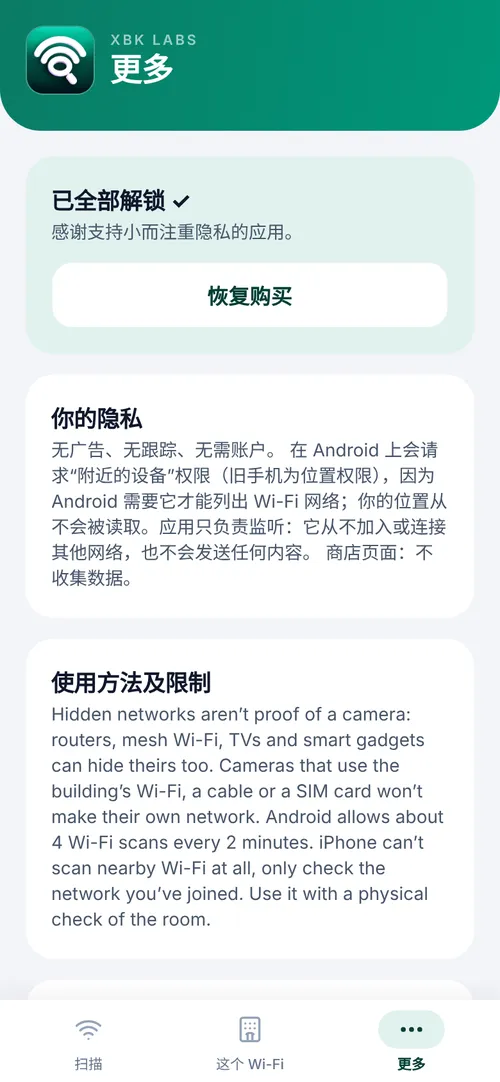 XBK LABS
更多
已全部解锁 ✓
感谢支持小而注重隐私的应用。
恢复购买
你的隐私
无广告、无跟踪、无需账户。 在 Android 上会请
求“附近的设备”权限（旧手机为位置权限），因为
Android 需要它才能列出 Wi-Fi 网络；你的位置从
不会被读取。应用只负责监听：它从不加入或连接
其他网络，也不会发送任何内容。 商店页面：不
收集数据。
使用方法及限制
Hidden networks aren’t proof of a camera:
routers, mesh Wi-Fi, TVs and smart gadgets
can hide theirs too. Cameras that use the
building’s Wi-Fi, a cable or a SIM card won’t
make their own network. Android allows about
4 Wi-Fi scans every 2 minutes. iPhone can’t
scan nearby Wi-Fi at all, only check the
network you’ve joined. Use it with a physical
check of the room.
扫描
这个 Wi-Fi
更多